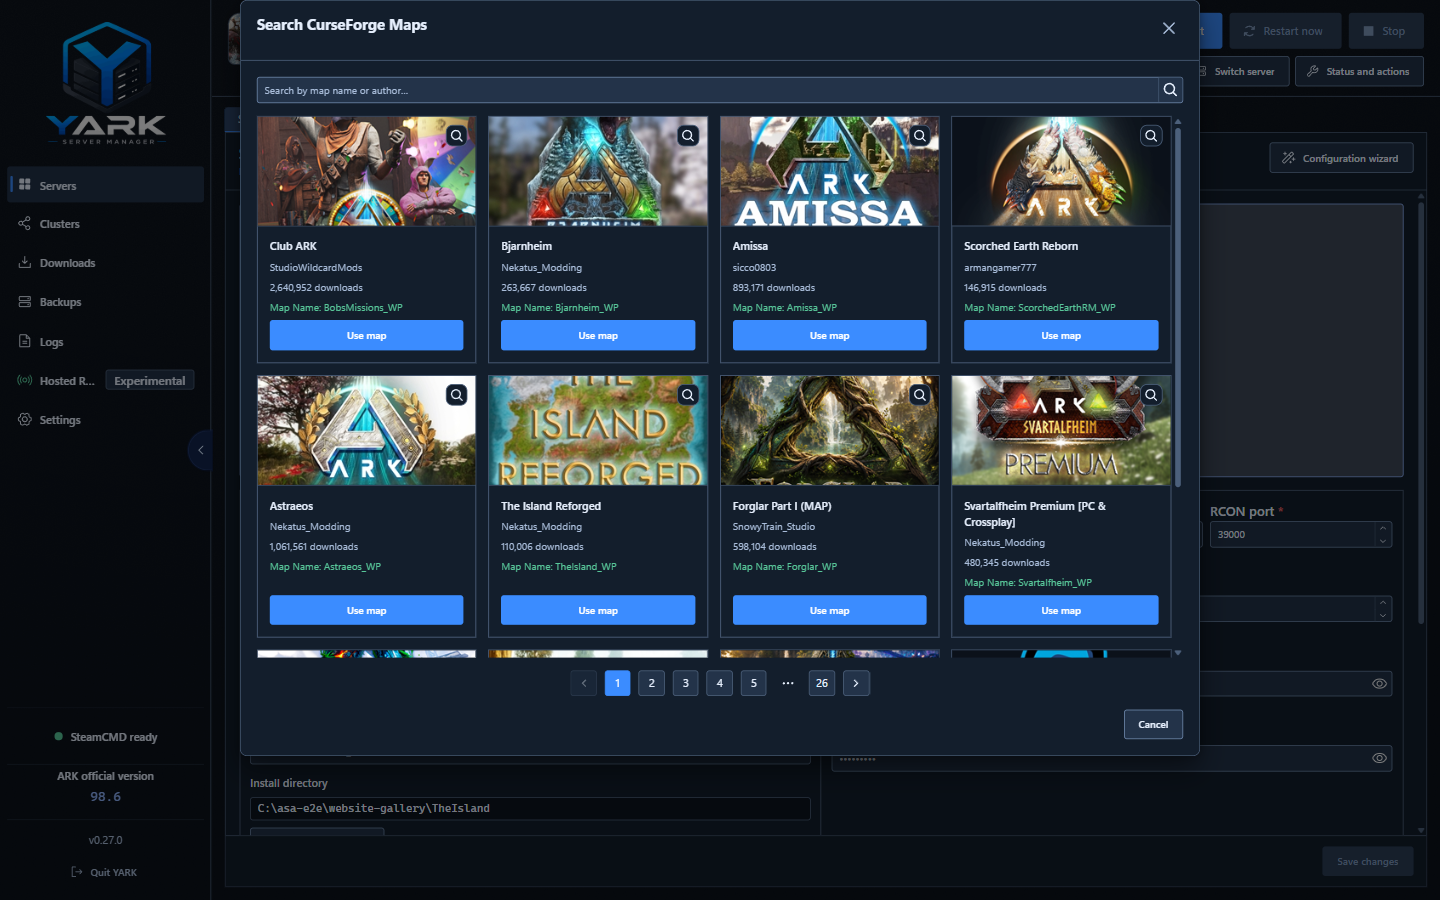 Search CurseForge Maps
Search by map name or author...
YARK
SERVER MANAGER
Servers
Clusters
Downloads
Backups
Logs
Hosted R...
Experimental
Settings
SteamCMD ready
ARK official version
98.6
v0.27.0
Quit YARK
Restart now
Stop
Switch server
Status and actions
Configuration wizard
ARK
AMISSA
ARK
Club ARK
StudioWildcardMods
2,640,952 downloads
Map Name: BobsMissions_WP
Use map
BJARNHEIM
Bjarnheim
Nekatus_Modding
263,667 downloads
Map Name: Bjarnheim_WP
Use map
Amissa
sicco0803
893,171 downloads
Map Name: Amissa_WP
Use map
Scorched Earth Reborn
armangamer777
146,915 downloads
Map Name: ScorchedEarthRM_WP
Use map
ARK
Astraeos
Nekatus_Modding
1,061,561 downloads
Map Name: Astraeos_WP
Use map
THE
ISLAND
REFORGED
The Island Reforged
Nekatus_Modding
110,006 downloads
Map Name: TheIsland_WP
Use map
Forglar Part I (MAP)
SnowyTrain_Studio
598,104 downloads
Map Name: Forglar_WP
Use map
ARK
SVARTALFHEIM
PREMIUM
Svartalfheim Premium [PC &
Crossplay]
Nekatus_Modding
480,345 downloads
Map Name: Svartalfheim_WP
Use map
1
2
3
4
5
...
26
Cancel
RCON port *
39000
Install directory
C:\asa-e2e\website-gallery\TheIsland
Save changes